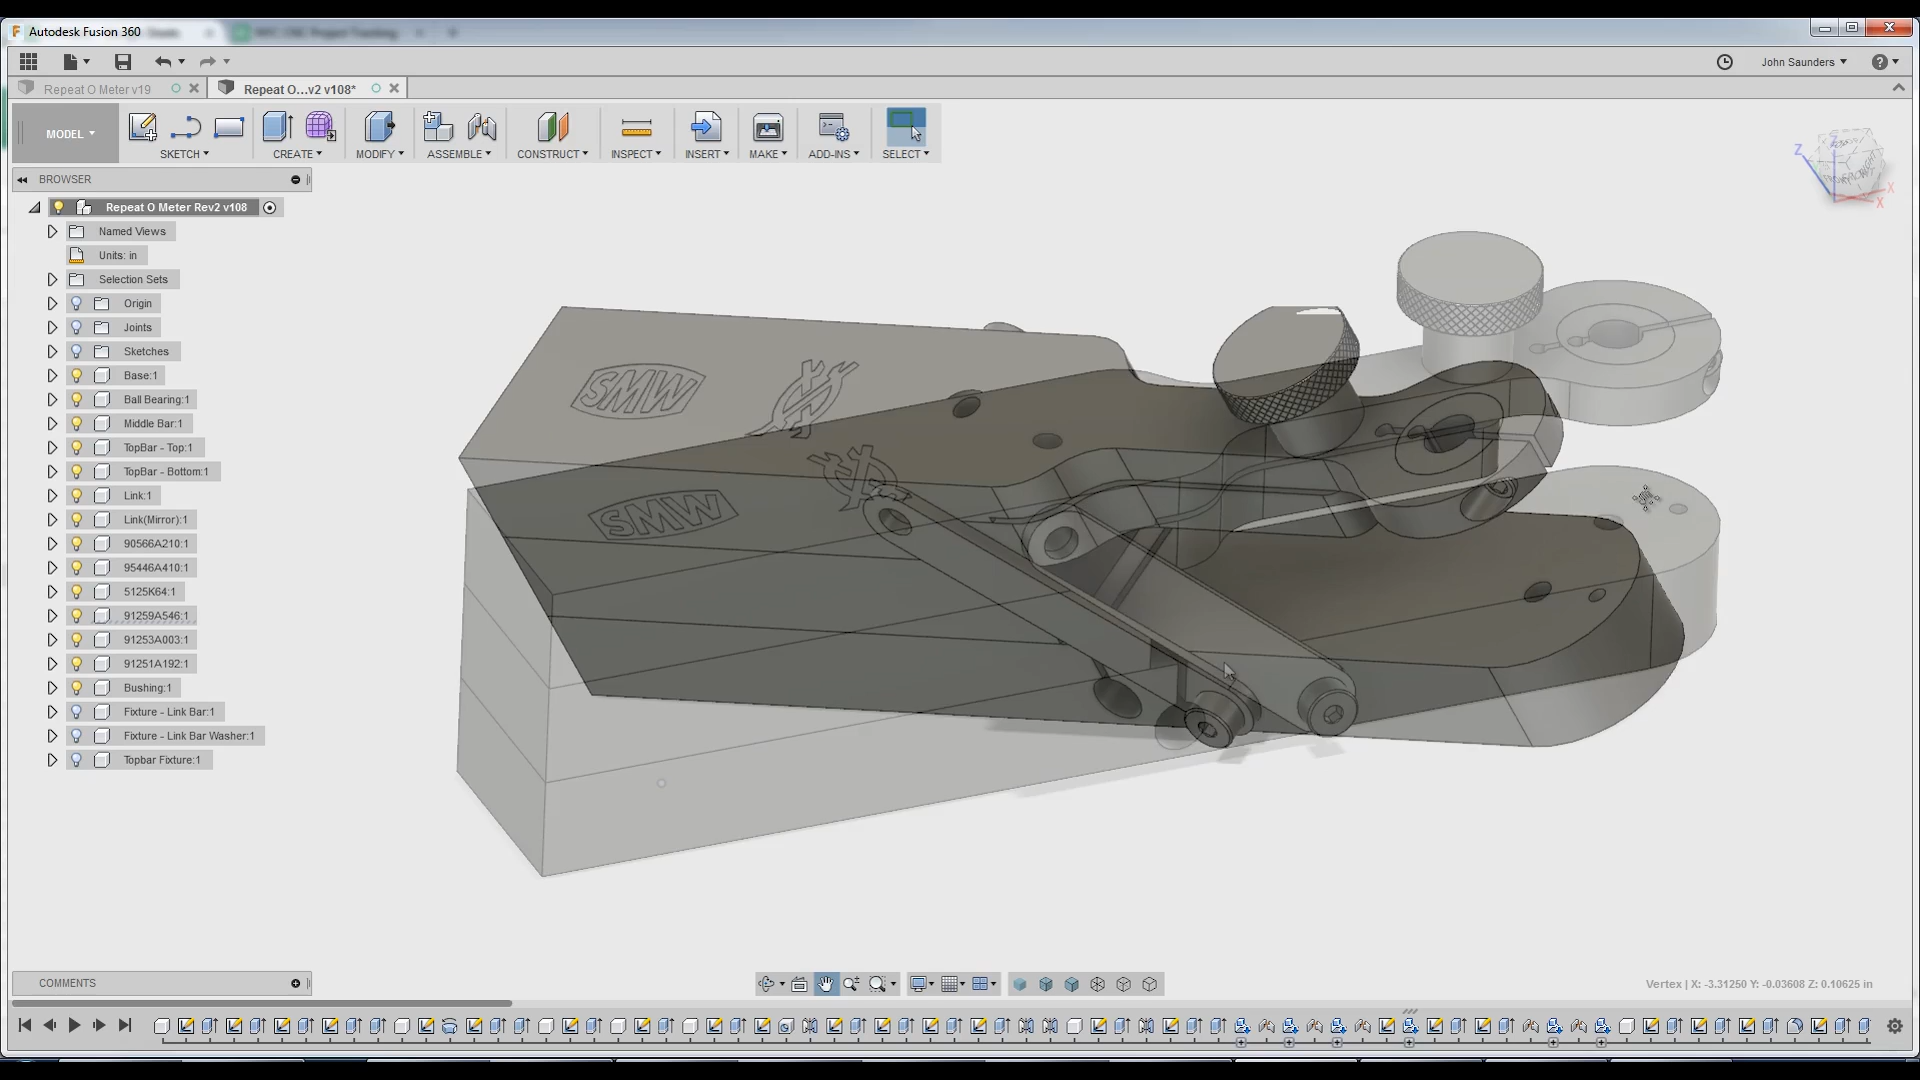 Autodesk Fusion 360
John Saunders
Repeat O Meter v19
Repeat O...v2 v108*
MODEL
SKETCH
CREATE
MODIFY
ASSEMBLE
CONSTRUCT
INSPECT
INSERT
MAKE
ADD-INS
SELECT
BROWSER
Repeat O Meter Rev2 v108
Named Views
Units: in
Selection Sets
Origin
Joints
Sketches
Base:1
Ball Bearing:1
Middle Bar:1
TopBar - Top:1
TopBar - Bottom:1
Link:1
Link(Mirror):1
90566A210:1
95446A410:1
5125K64:1
91259A546:1
91253A003:1
91251A192:1
Bushing:1
Fixture - Link Bar:1
Fixture - Link Bar Washer:1
Topbar Fixture:1
SMW
SMW
Z
Z
X
X
COMMENTS
Vertex | X: -3.31250 Y: -0.03608 Z: 0.10625 in